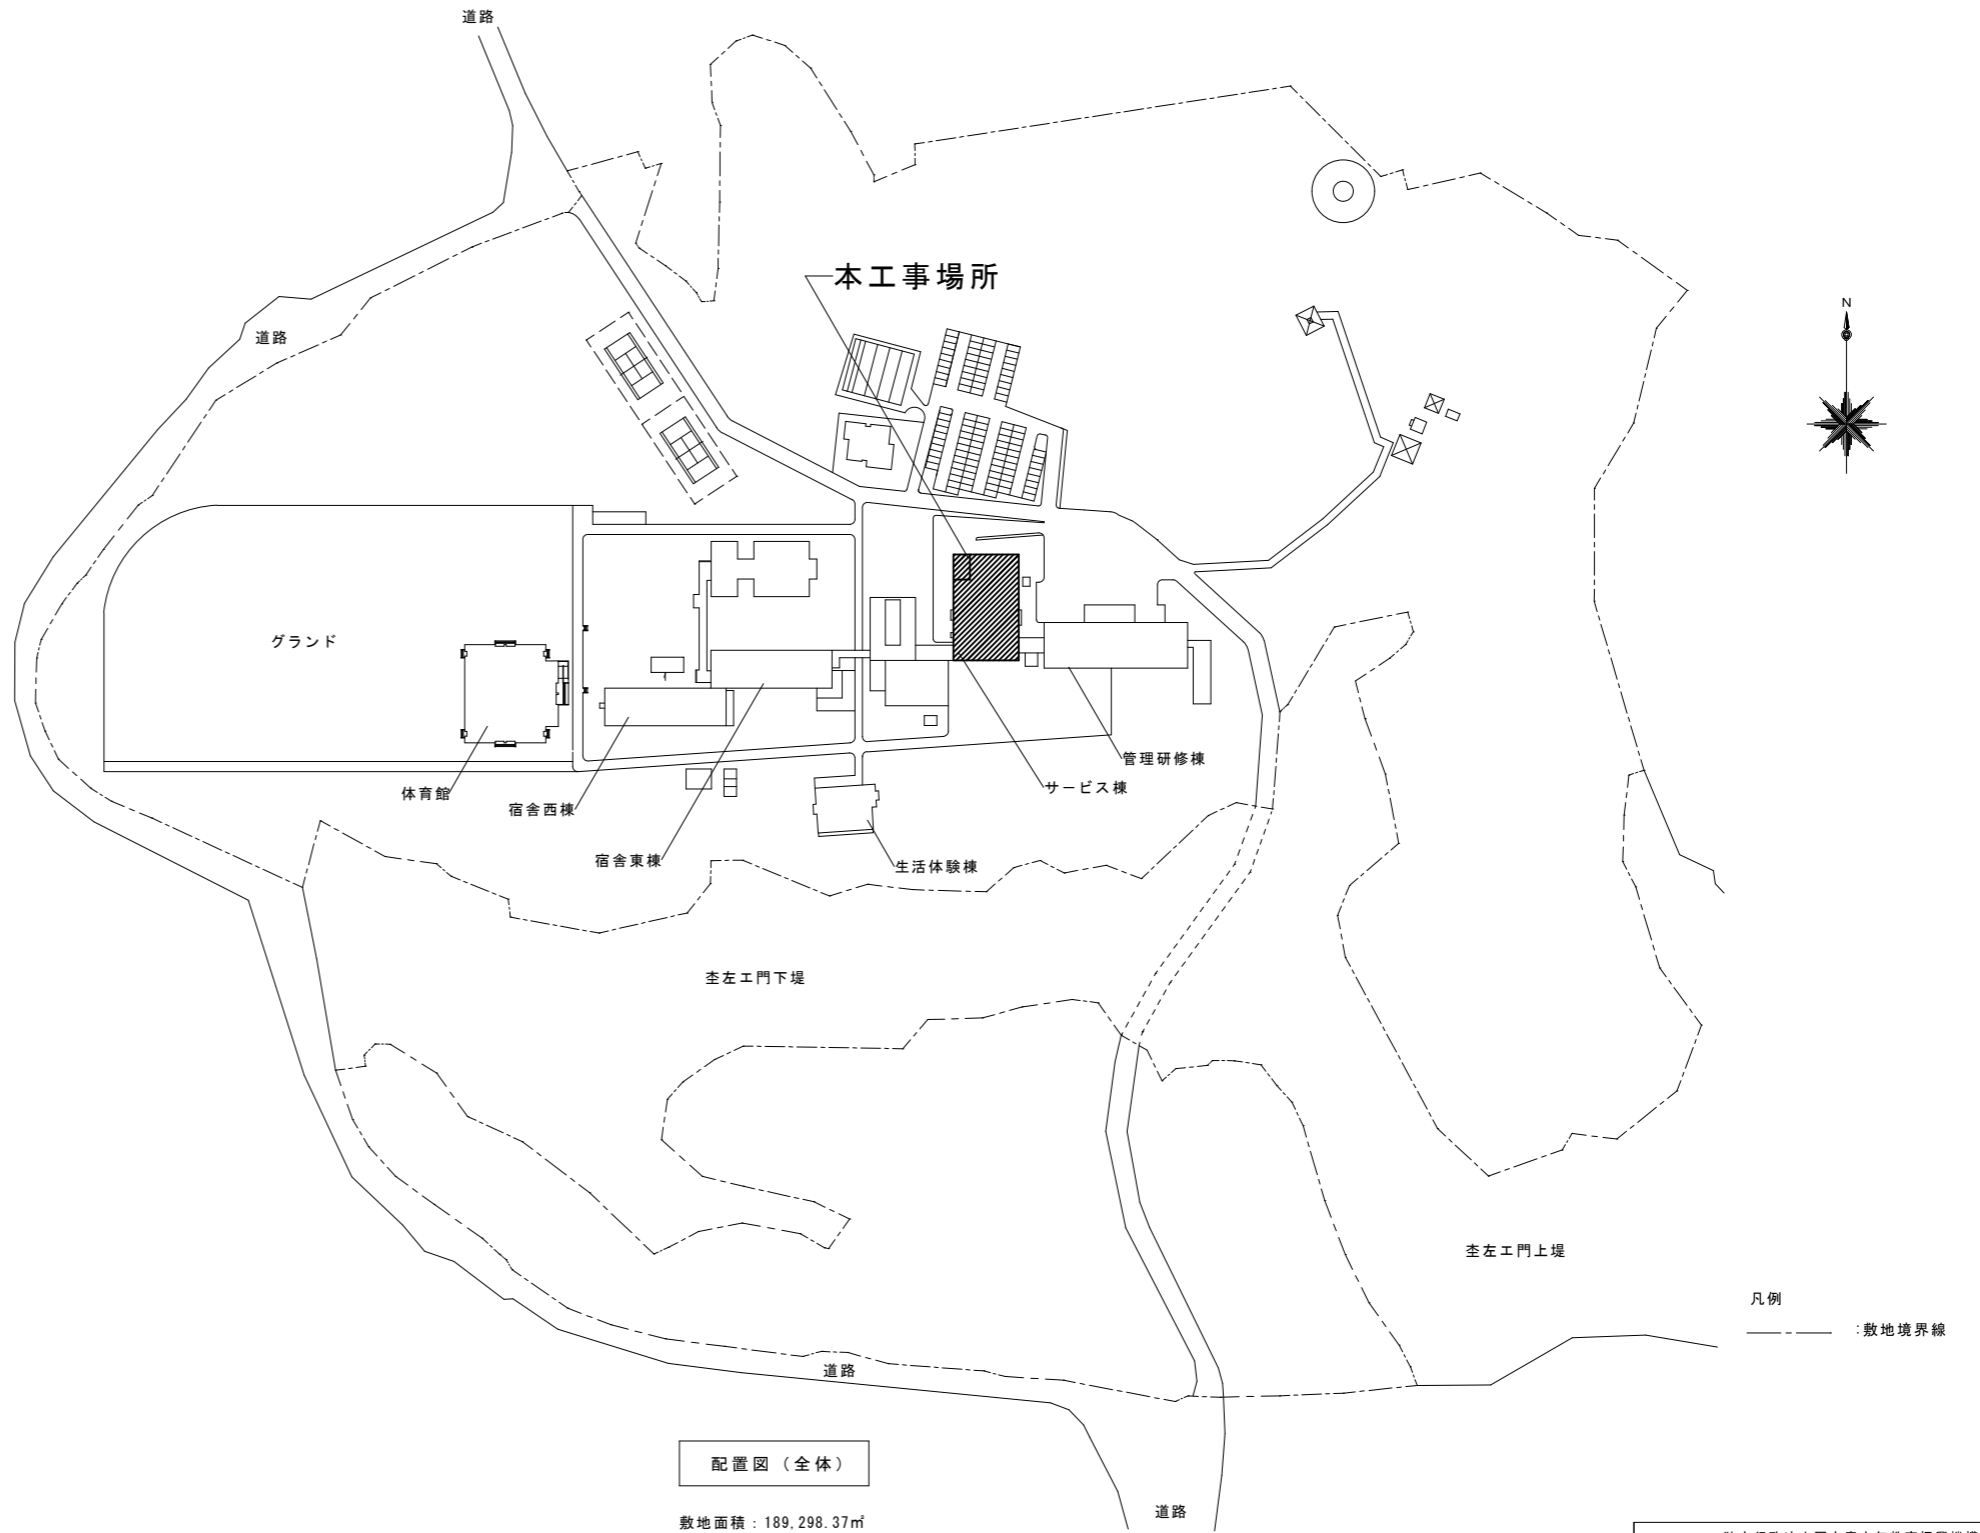 道路
本工事場所
N
道路
グランド
管理研修棟
サービス棟
体育館
宿舎西棟
宿舎東棟
生活体験棟
杢左エ門下堤
杢左エ門上堤
凡例
:敷地境界線
道路
配置図（全体）
道路
敷地面積：189,298.37㎡